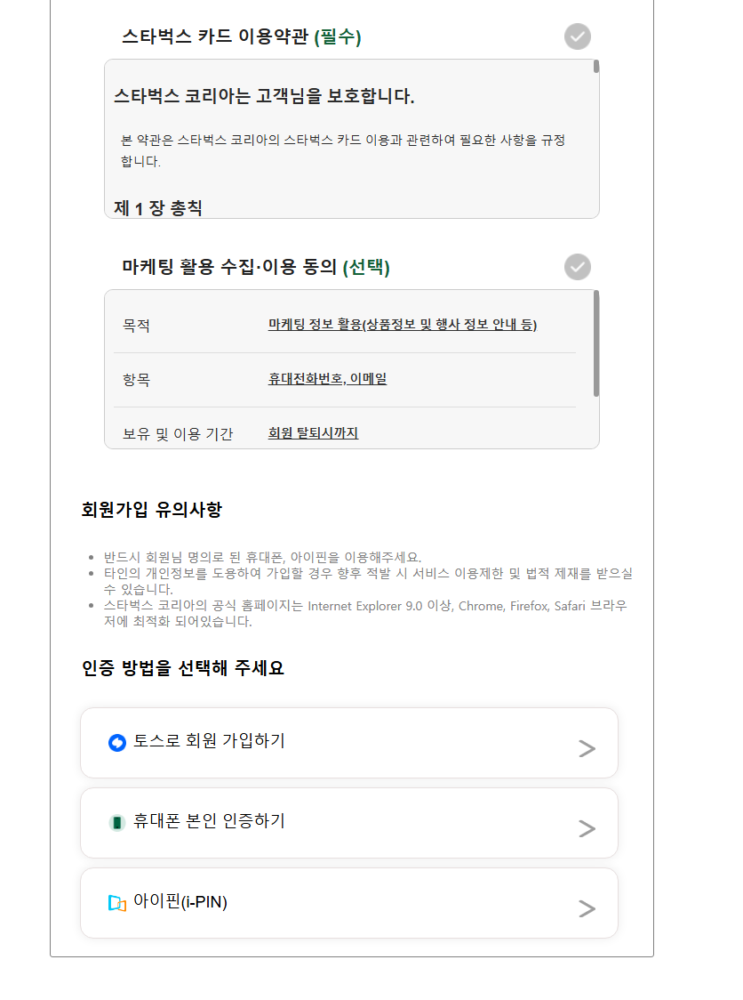 스타벅스 카드 이용약관 (필수)
스타벅스 코리아는 고객님을 보호합니다.
본 약관은 스타벅스 코리아의 스타벅스 카드 이용과 관련하여 필요한 사항을 규정
합니다.
제 1 장 총칙
마케팅 활용 수집·이용 동의 (선택)
목적 마케팅 정보 활용(상품정보 및 행사 정보 안내 등)
항목 휴대전화번호, 이메일
보유 및 이용 기간 회원 탈퇴시까지
회원가입 유의사항
반드시 회원님 명의로 된 휴대폰, 아이핀을 이용해주세요.
타인의 개인정보를 도용하여 가입할 경우 향후 적발 시 서비스 이용제한 및 법적 제재를 받으실
수 있습니다.
스타벅스 코리아의 공식 홈페이지는 Internet Explorer 9.0 이상, Chrome, Firefox, Safari 브라우
저에 최적화 되어있습니다.
인증 방법을 선택해 주세요
토스로 회원 가입하기
휴대폰 본인 인증하기
아이핀(i-PIN)